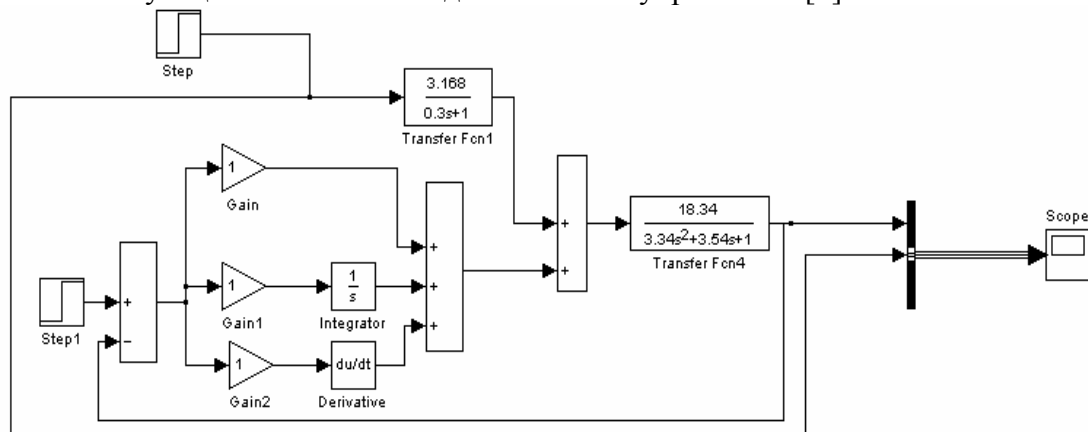 Step
3.168
0.3s+1
Transfer Fcn1
1
Gain
+
+
18.34
3.34s²+3.54s+1
Transfer Fcn4
Scope
+
+
+
+
−
Step1
1
Gain1
1
s
Integrator
1
Gain2
du/dt
Derivative